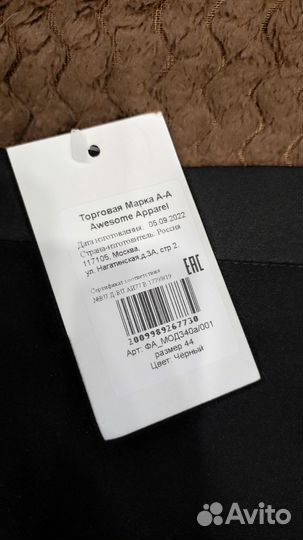 Торговая Марка А-А
Awesome Apparel
Дата изготовления: 05.09.2022
Страна-изготовитель: Россия
117105, Москва,
ул. Нагатинская д.3А, стр 2.
Сертификат соответствия
EAC
2009989267730
Арт: ФА_МОД340а/001
размер 44
Цвет: Чёрный
Avito